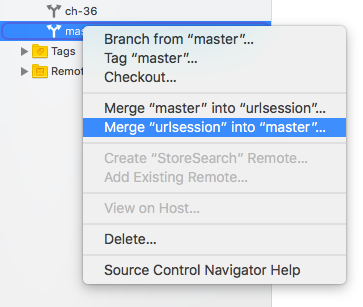 ch-36
mas
Branch from “master”...
Tags
Tag “master”...
Remo
Checkout...
Merge “master” into “urlsession”...
Merge “urlsession” into “master”...
Create “StoreSearch” Remote...
Add Existing Remote...
View on Host...
Delete...
Source Control Navigator Help